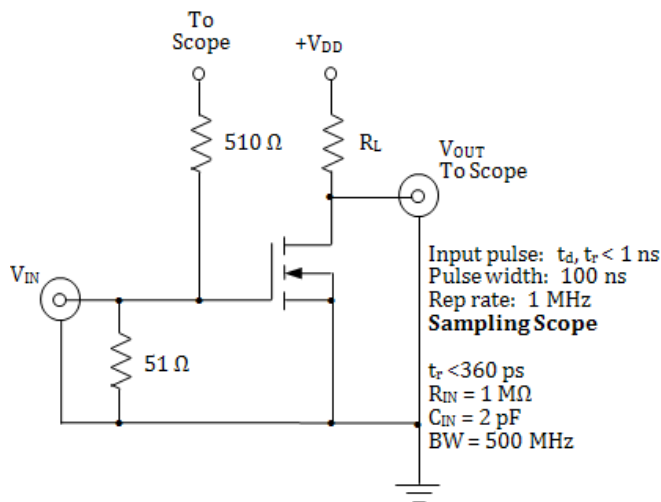 To
Scope
+VDD
510 Ω
RL
VOUT
To Scope
VIN
51 Ω
Input pulse: td, tr < 1 ns
Pulse width: 100 ns
Rep rate: 1 MHz
Sampling Scope
tr <360 ps
RIN = 1 MΩ
CIN = 2 pF
BW = 500 MHz